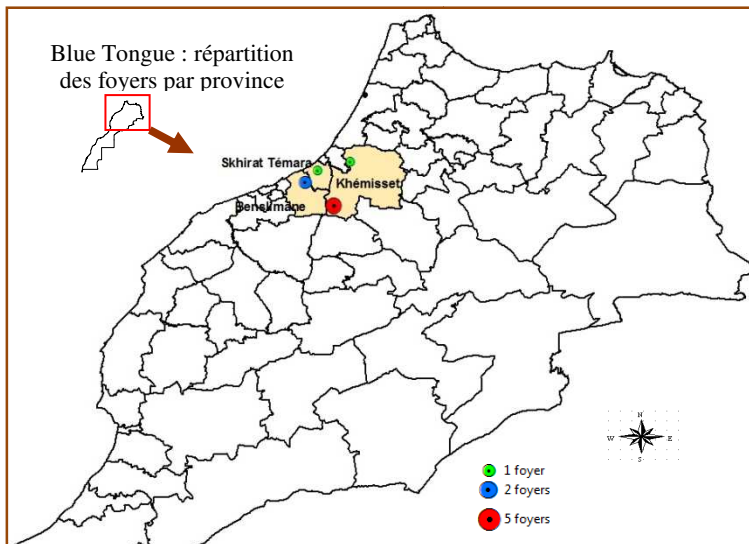 Blue Tongue : répartition
des foyers par province
Skhirat Témara
Khémisset
Benslimane
N
W E
S
1 foyer
2 foyers
5 foyers